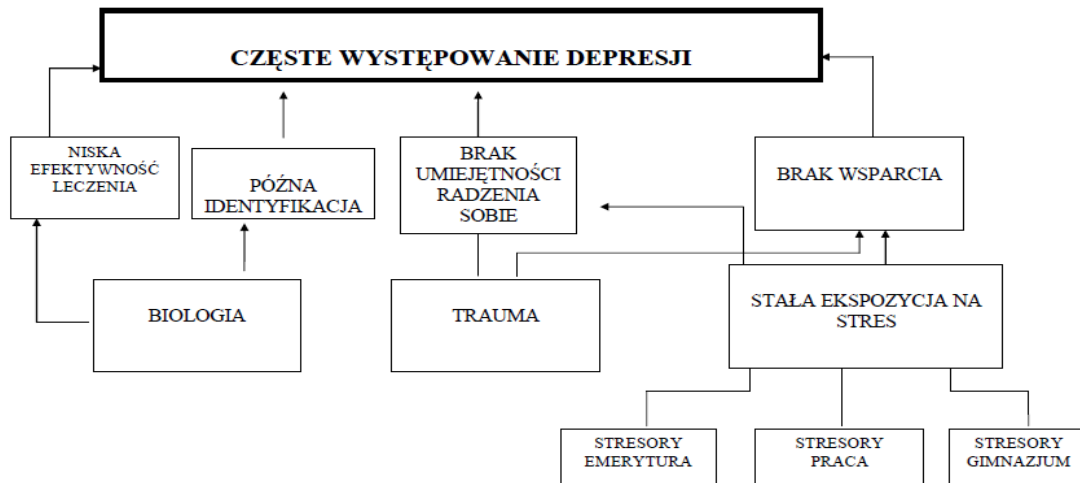 CZĘSTE WYSTĘPOWANIE DEPRESJI
NISKA
EFEKTYWNOŚĆ
LECZENIA
PÓŹNA
IDENTYFIKACJA
BRAK
UMIEJĘTNOŚCI
RADZENIA
SOBIE
BRAK WSPARCIA
BIOLOGIA
TRAUMA
STAŁA EKSPOZYCJA NA
STRES
STRESORY
EMERYTURA
STRESORY
PRACA
STRESORY
GIMNAZJUM